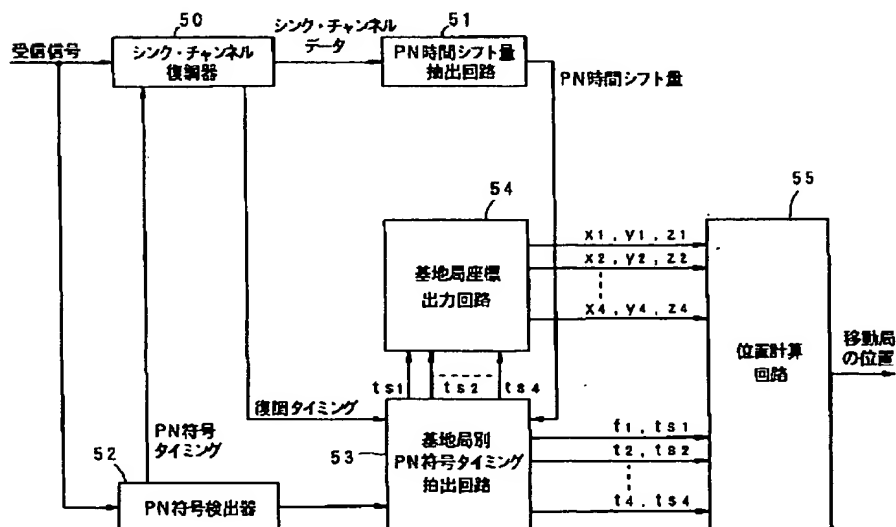 50
シンク・チャンネル
データ
51
受信信号
シンク・チャンネル
復調器
PN時間シフト量
抽出回路
PN時間シフト量
54
55
基地局座標
出力回路
x1, y1, z1
x2, y2, z2
x4, y4, z4
位置計算
回路
移動局
の位置
ts1
ts2
ts4
復調タイミング
PN符号
タイミング
52
53
基地局別
PN符号タイミング
抽出回路
t1, ts1
t2, ts2
t4, ts4
PN符号検出器